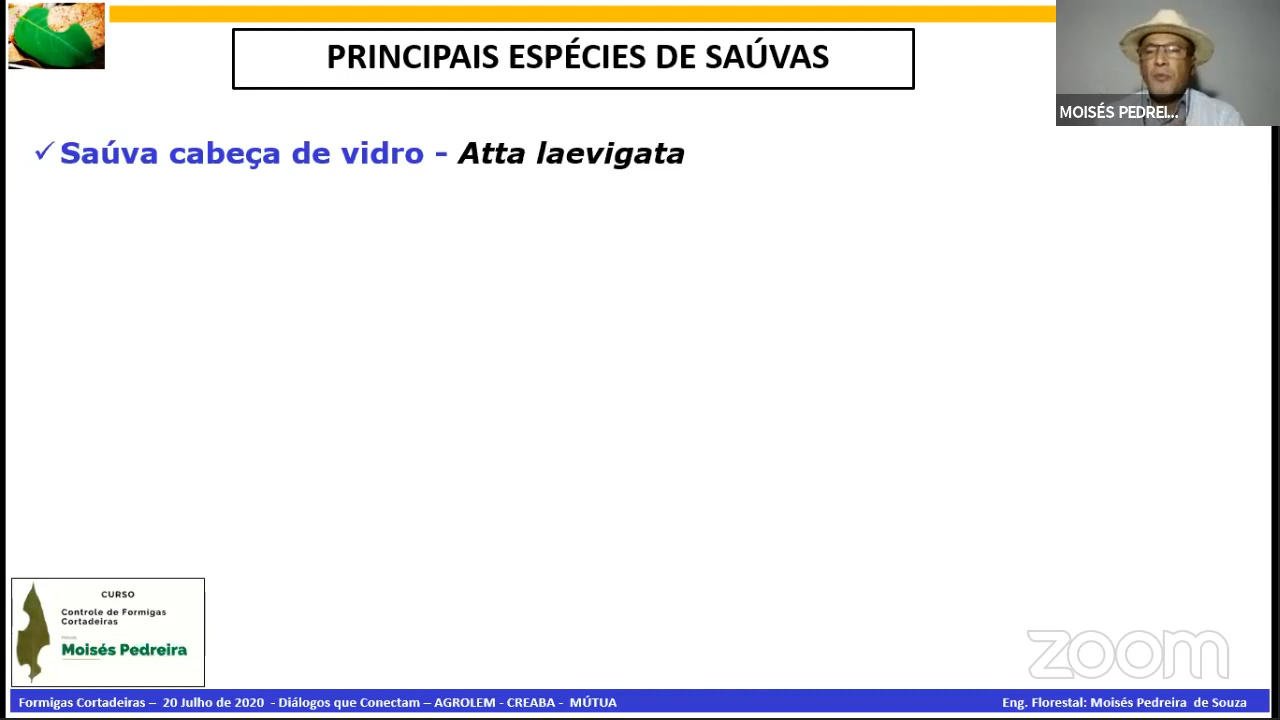 PRINCIPAIS ESPÉCIES DE SAÚVAS
MOISÉS PEDREI...
✓ Saúva cabeça de vidro - Atta laevigata
CURSO
Controle de Formigas
Cortadeiras
Moisés Pedreira
zoom
Formigas Cortadeiras – 20 Julho de 2020 - Diálogos que Conectam – AGROLEM - CREABA - MÚTUA
Eng. Florestal: Moisés Pedreira de Souza